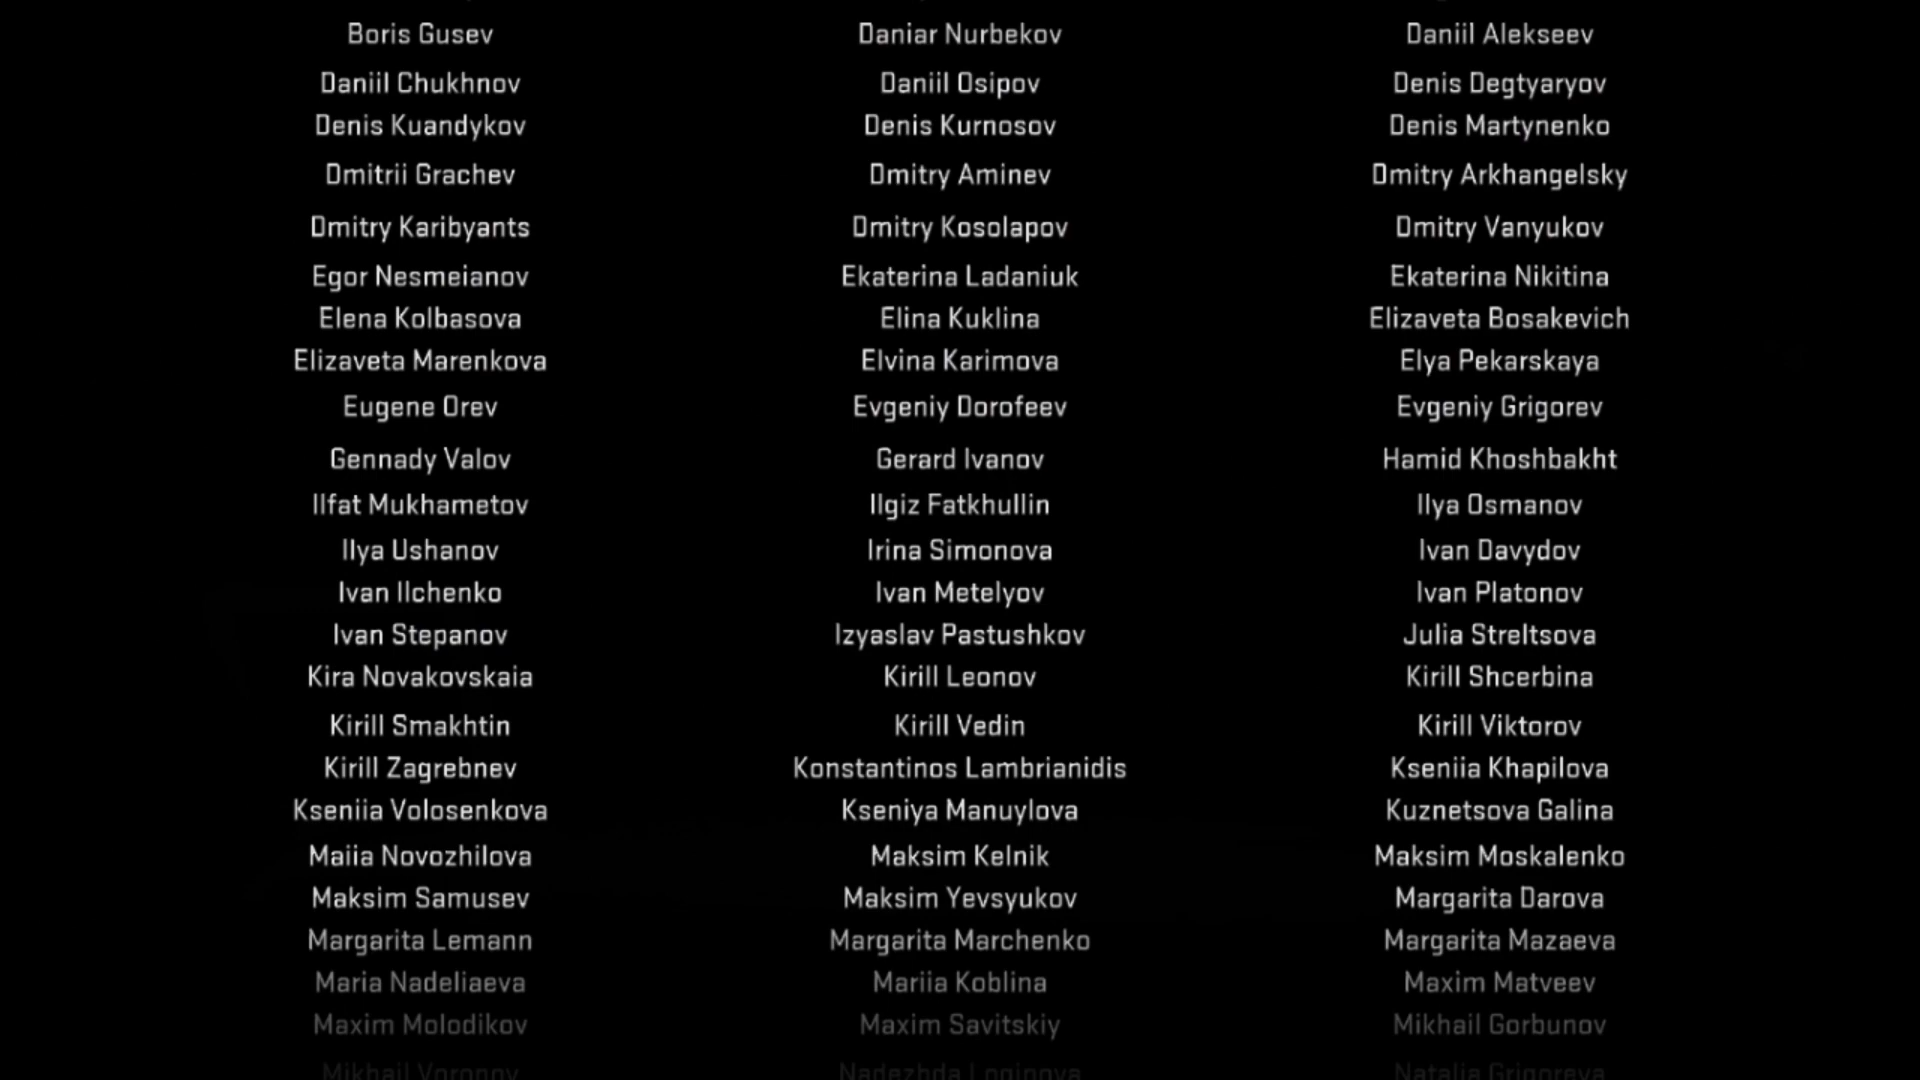 Boris Gusev Daniar Nurbekov Daniil Alekseev
Daniil Chukhnov Daniil Osipov Denis Degtyaryov
Denis Kuandykov Denis Kurnosov Denis Martynenko
Dmitrii Grachev Dmitry Aminev Dmitry Arkhangelsky
Dmitry Karibyants Dmitry Kosolapov Dmitry Vanyukov
Egor Nesmeianov Ekaterina Ladaniuk Ekaterina Nikitina
Elena Kolbasova Elina Kuklina Elizaveta Bosakevich
Elizaveta Marenkova Elvina Karimova Elya Pekarskaya
Eugene Orev Evgeniy Dorofeev Evgeniy Grigorev
Gennady Valov Gerard Ivanov Hamid Khoshbakht
Ilfat Mukhametov Ilgiz Fatkhullin Ilya Osmanov
Ilya Ushanov Irina Simonova Ivan Davydov
Ivan Ilchenko Ivan Metelyov Ivan Platonov
Ivan Stepanov Izyaslav Pastushkov Julia Streltsova
Kira Novakovskaia Kirill Leonov Kirill Shcerbina
Kirill Smakhtin Kirill Vedin Kirill Viktorov
Kirill Zagrebnev Konstantinos Lambrianidis Kseniia Khapilova
Kseniia Volosenkova Kseniya Manuylova Kuznetsova Galina
Maiia Novozhilova Maksim Kelnik Maksim Moskalenko
Maksim Samusev Maksim Yevsyukov Margarita Darova
Margarita Lemann Margarita Marchenko Margarita Mazaeva
Maria Nadeliaeva Mariia Koblina Maxim Matveev
Maxim Molodikov Maxim Savitskiy Mikhail Gorbunov
Mikhail Voronov Nadezhda Loginova Natalia Grigoreva